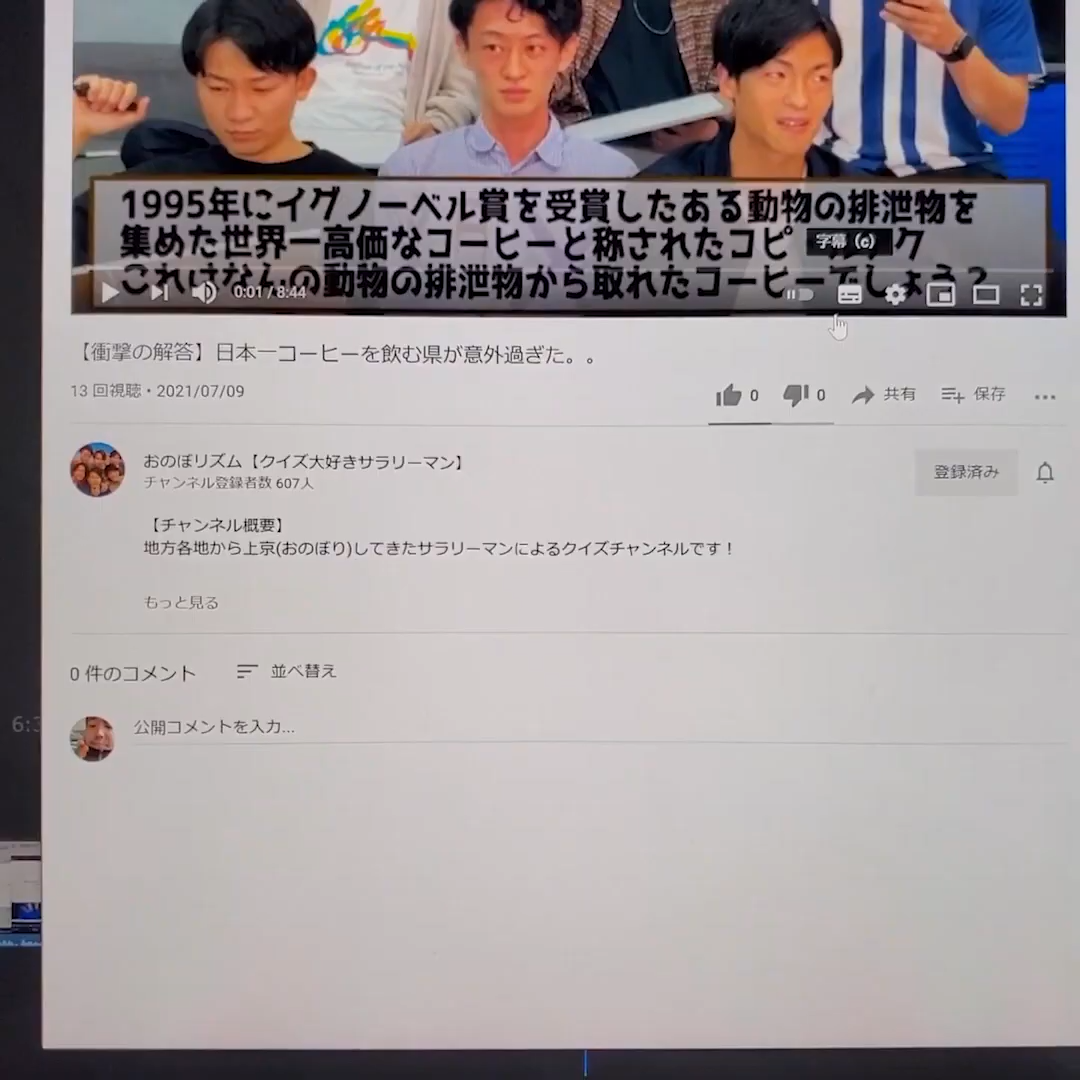 1995年にイグノーベル賞を受賞したある動物の排泄物を
集めた世界一高価なコーヒーと称されたコピ ク
字幕 (c)
これはなんの動物の排泄物から取れたコーヒーでしょう？
0:01 / 8:44
【衝撃の解答】日本一コーヒーを飲む県が意外過ぎた。。
13 回視聴・2021/07/09
0
0
共有
保存
おのぼリズム【クイズ大好きサラリーマン】
チャンネル登録者数 607人
登録済み
【チャンネル概要】
地方各地から上京(おのぼり)してきたサラリーマンによるクイズチャンネルです！
もっと見る
0 件のコメント
並べ替え
公開コメントを入力...